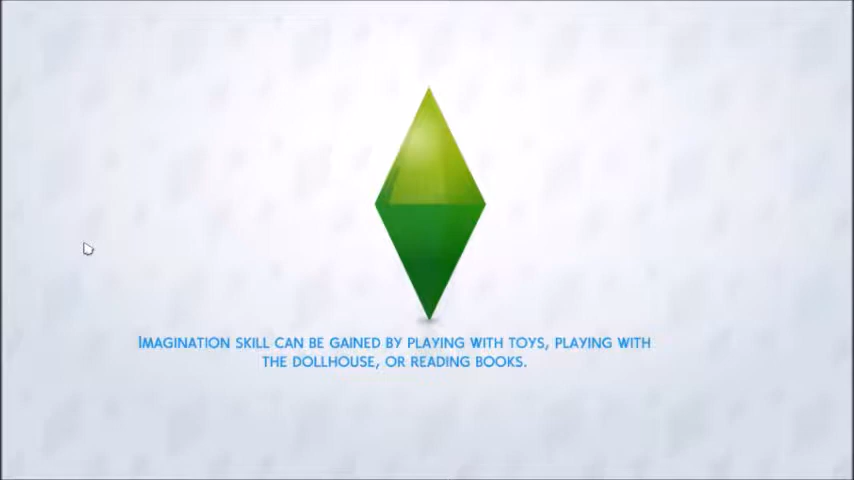 Imagination skill can be gained by playing with toys, playing with
the dollhouse, or reading books.